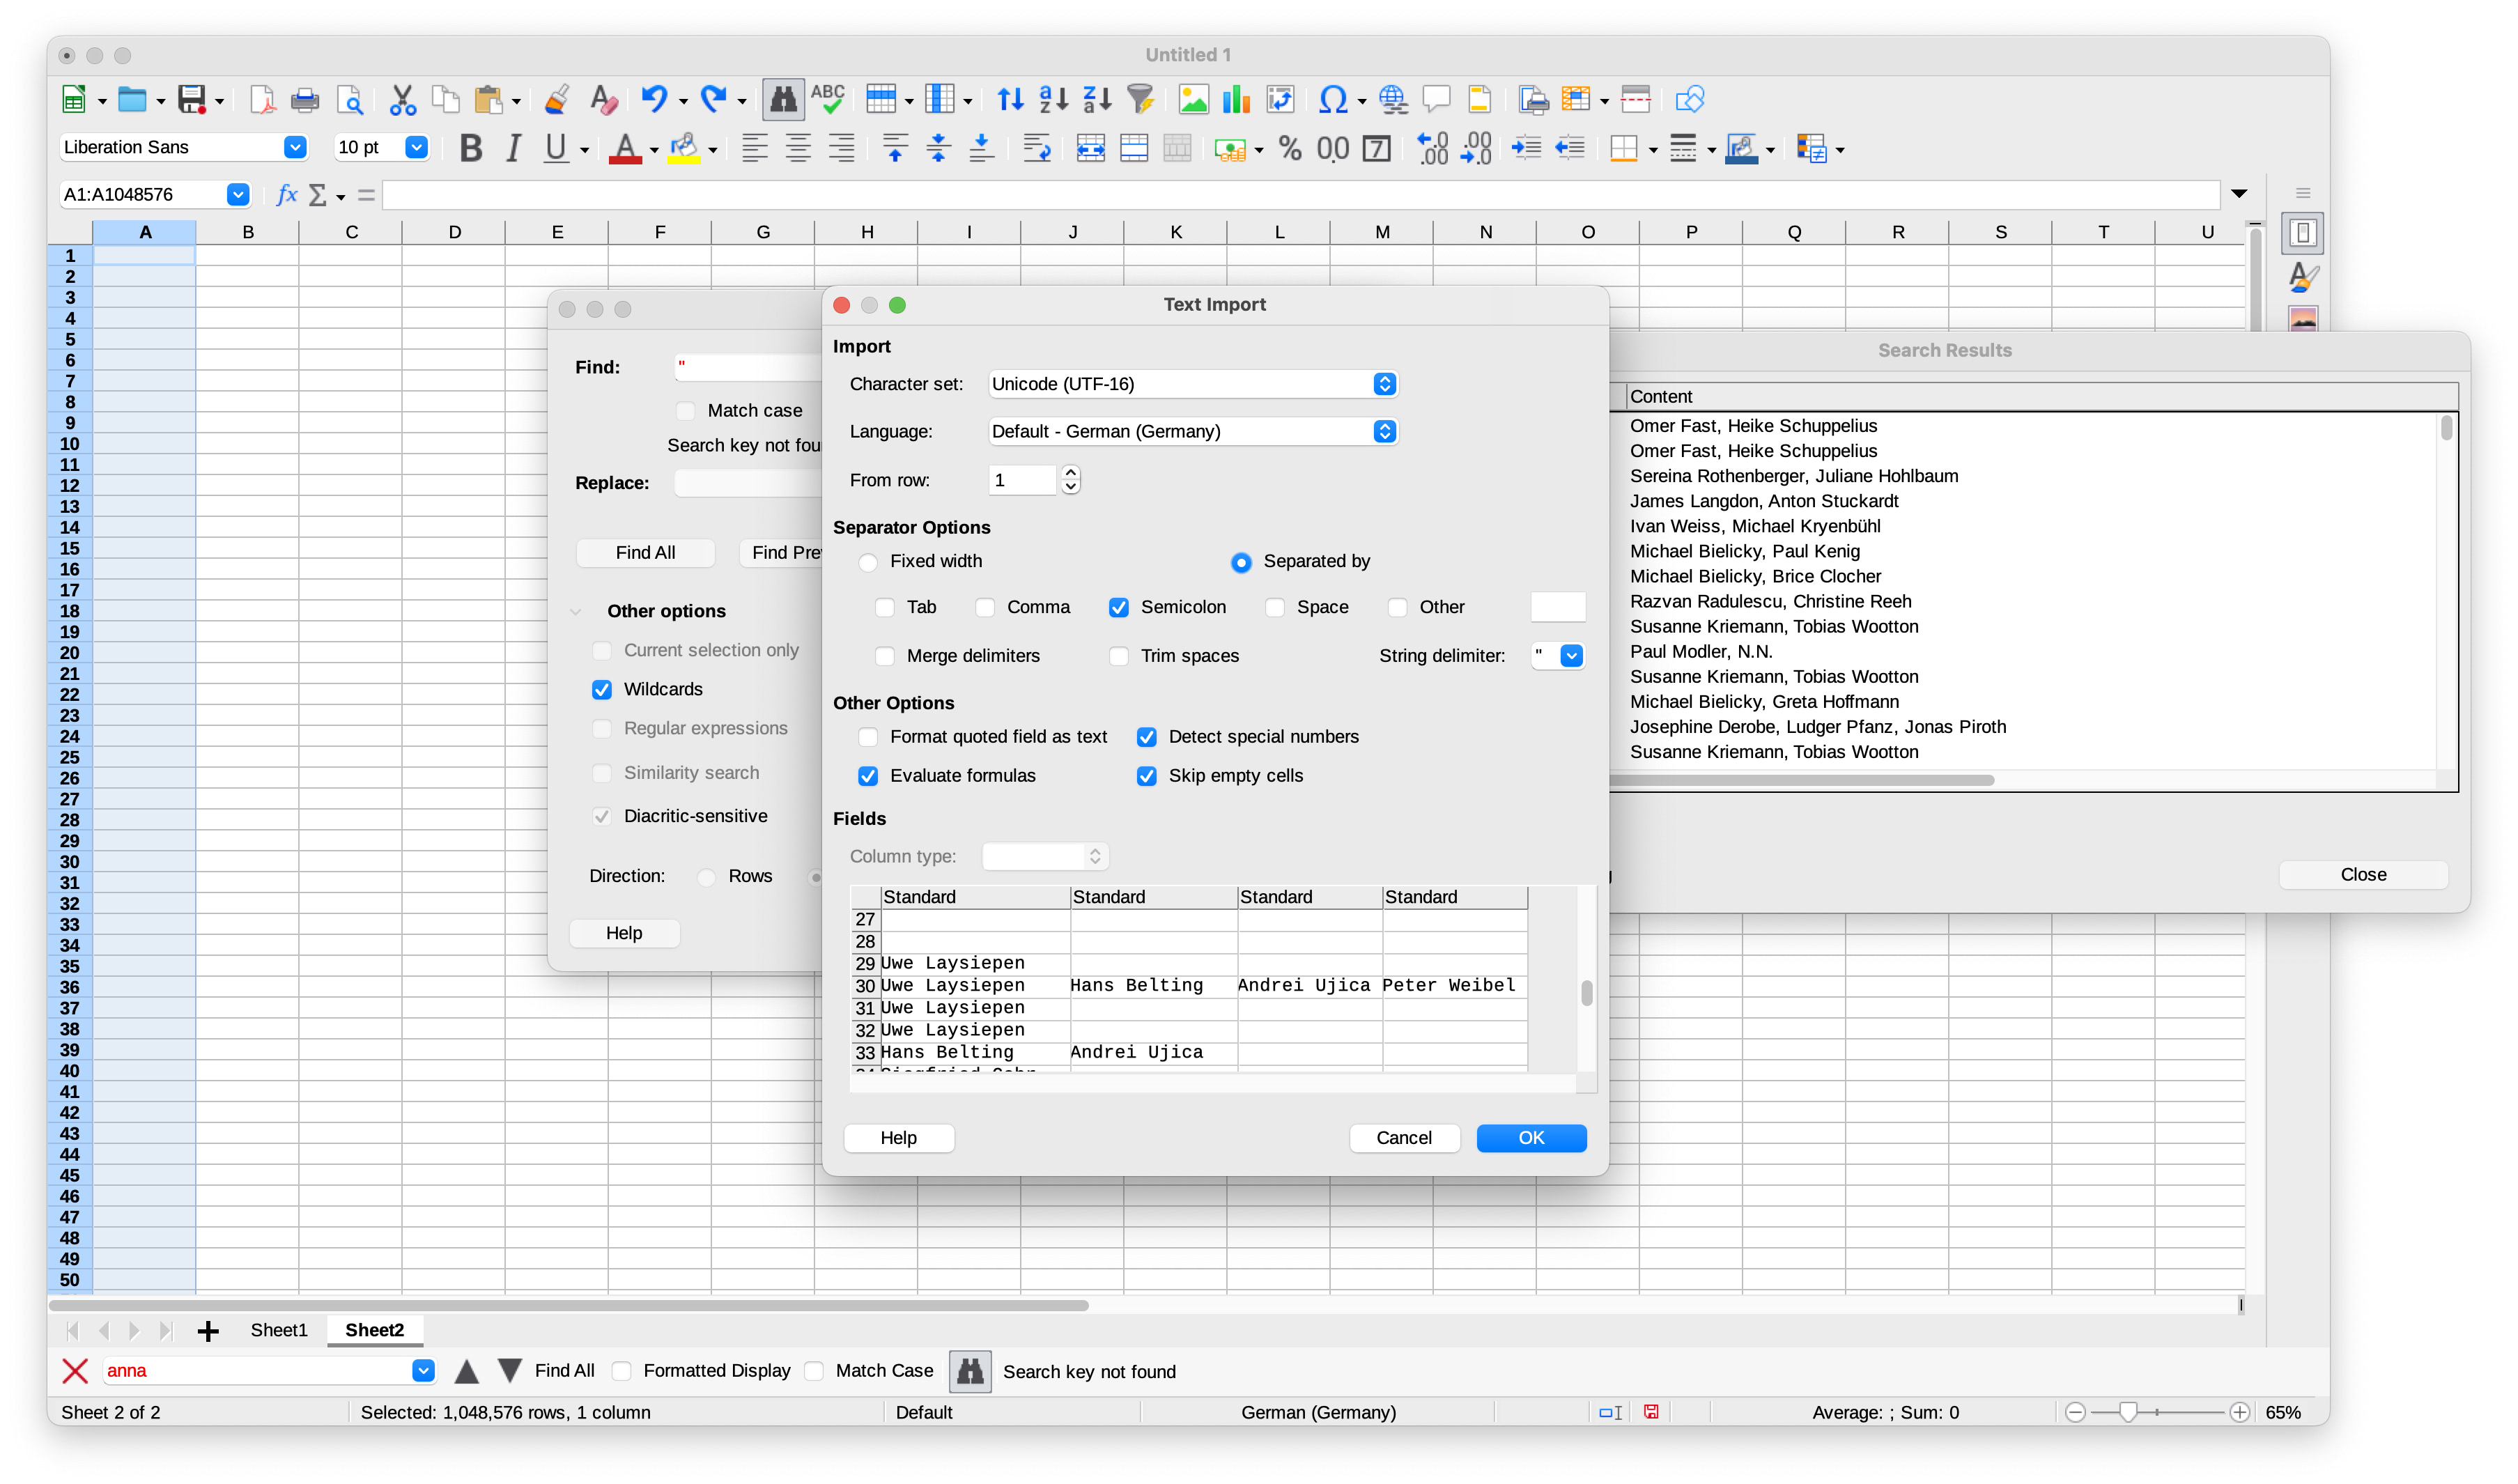 Untitled 1
ABC
Liberation Sans
10 pt
B I U A % 00 7 .0 .00 .00 .0
A1:A1048576
fx Σ =
A B C D E F G H I J K L M N O P Q R S T U
1
2
3
4
5
6
7
8
9
10
11
12
13
14
15
16
17
18
19
20
21
22
23
24
25
26
27
28
29
30
31
32
33
34
35
36
37
38
39
40
41
42
43
44
45
46
47
48
49
50
Find: "
Match case
Search key not fou
Replace:
Find All Find Pre
Other options
Current selection only
Wildcards
Regular expressions
Similarity search
Diacritic-sensitive
Direction: Rows
Help
Text Import
Import
Character set: Unicode (UTF-16)
Language: Default - German (Germany)
From row: 1
Separator Options
Fixed width Separated by
Tab Comma Semicolon Space Other
Merge delimiters Trim spaces String delimiter: "
Other Options
Format quoted field as text Detect special numbers
Evaluate formulas Skip empty cells
Fields
Column type:
Standard Standard Standard Standard
27
28
29 Uwe Laysiepen
30 Uwe Laysiepen Hans Belting Andrei Ujica Peter Weibel
31 Uwe Laysiepen
32 Uwe Laysiepen
33 Hans Belting Andrei Ujica
Help Cancel OK
Search Results
Content
Omer Fast, Heike Schuppelius
Omer Fast, Heike Schuppelius
Sereina Rothenberger, Juliane Hohlbaum
James Langdon, Anton Stuckardt
Ivan Weiss, Michael Kryenbühl
Michael Bielicky, Paul Kenig
Michael Bielicky, Brice Clocher
Razvan Radulescu, Christine Reeh
Susanne Kriemann, Tobias Wootton
Paul Modler, N.N.
Susanne Kriemann, Tobias Wootton
Michael Bielicky, Greta Hoffmann
Josephine Derobe, Ludger Pfanz, Jonas Piroth
Susanne Kriemann, Tobias Wootton
Close
Sheet1 Sheet2
anna Find All Formatted Display Match Case Search key not found
Sheet 2 of 2 Selected: 1,048,576 rows, 1 column Default German (Germany) Average: ; Sum: 0 65%